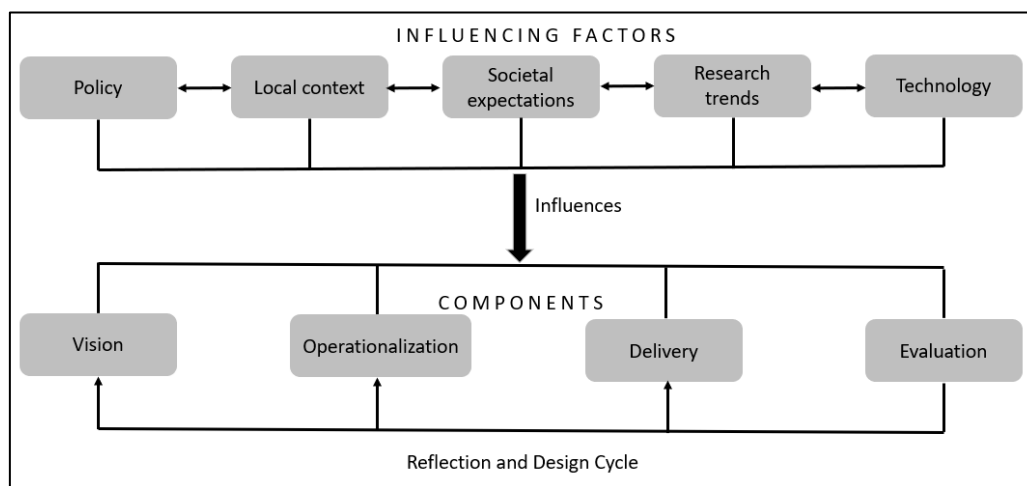 INFLUENCING FACTORS
Policy
Local context
Societal
expectations
Research
trends
Technology
Influences
COMPONENTS
Vision
Operationalization
Delivery
Evaluation
Reflection and Design Cycle